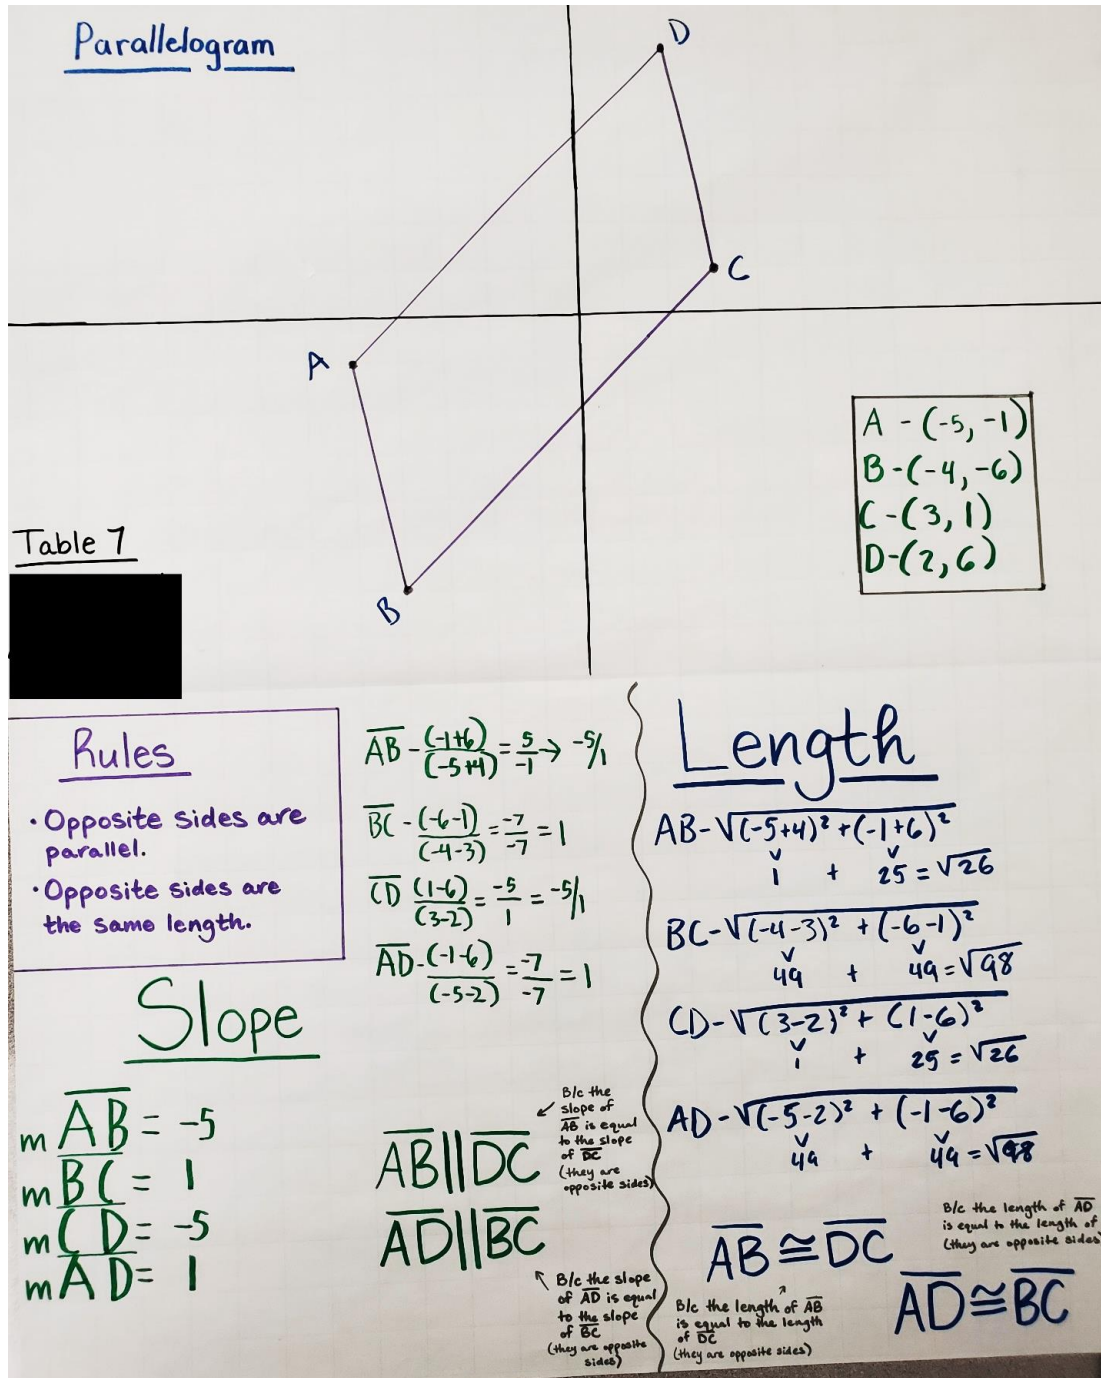 Parallelogram
D
C
A
B
A - (-5, -1)
B - (-4, -6)
C - (3, 1)
D - (2, 6)
Table 7
Rules
• Opposite sides are
parallel.
• Opposite sides are
the same length.
AB - (-1+6)/(-5+4) = 5/-1 → -5/1
BC - (-6-1)/(-4-3) = -7/-7 = 1
CD (1-6)/(3-2) = -5/1 = -5/1
AD - (-1-6)/(-5-2) = -7/-7 = 1
Slope
m AB = -5
m BC = 1
m CD = -5
m AD = 1
AB || DC
B/c the
slope of
AB is equal
to the slope
of DC
(they are
opposite sides)
AD || BC
B/c the slope
of AD is equal
to the slope
of BC
(they are opposite
sides)
Length
AB - √(-5+4)² + (-1+6)²
1 + 25 = √26
BC - √(-4-3)² + (-6-1)²
49 + 49 = √98
CD - √(3-2)² + (1-6)²
1 + 25 = √26
AD - √(-5-2)² + (-1-6)²
49 + 49 = √98
AB ≅ DC
B/c the length of AB
is equal to the length
of DC
(they are opposite sides)
B/c the length of AD
is equal to the length of
(they are opposite sides
AD ≅ BC